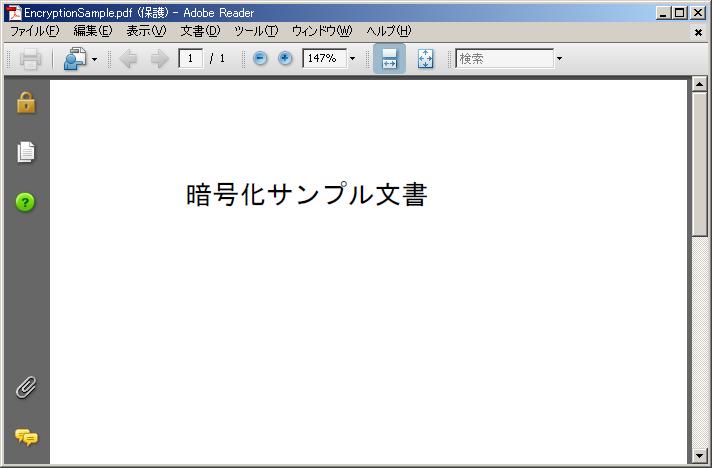 EncryptionSample.pdf (保護) - Adobe Reader
ファイル(F) 編集(E) 表示(V) 文書(D) ツール(T) ウィンドウ(W) ヘルプ(H)
1 / 1 147% 検索
暗号化サンプル文書